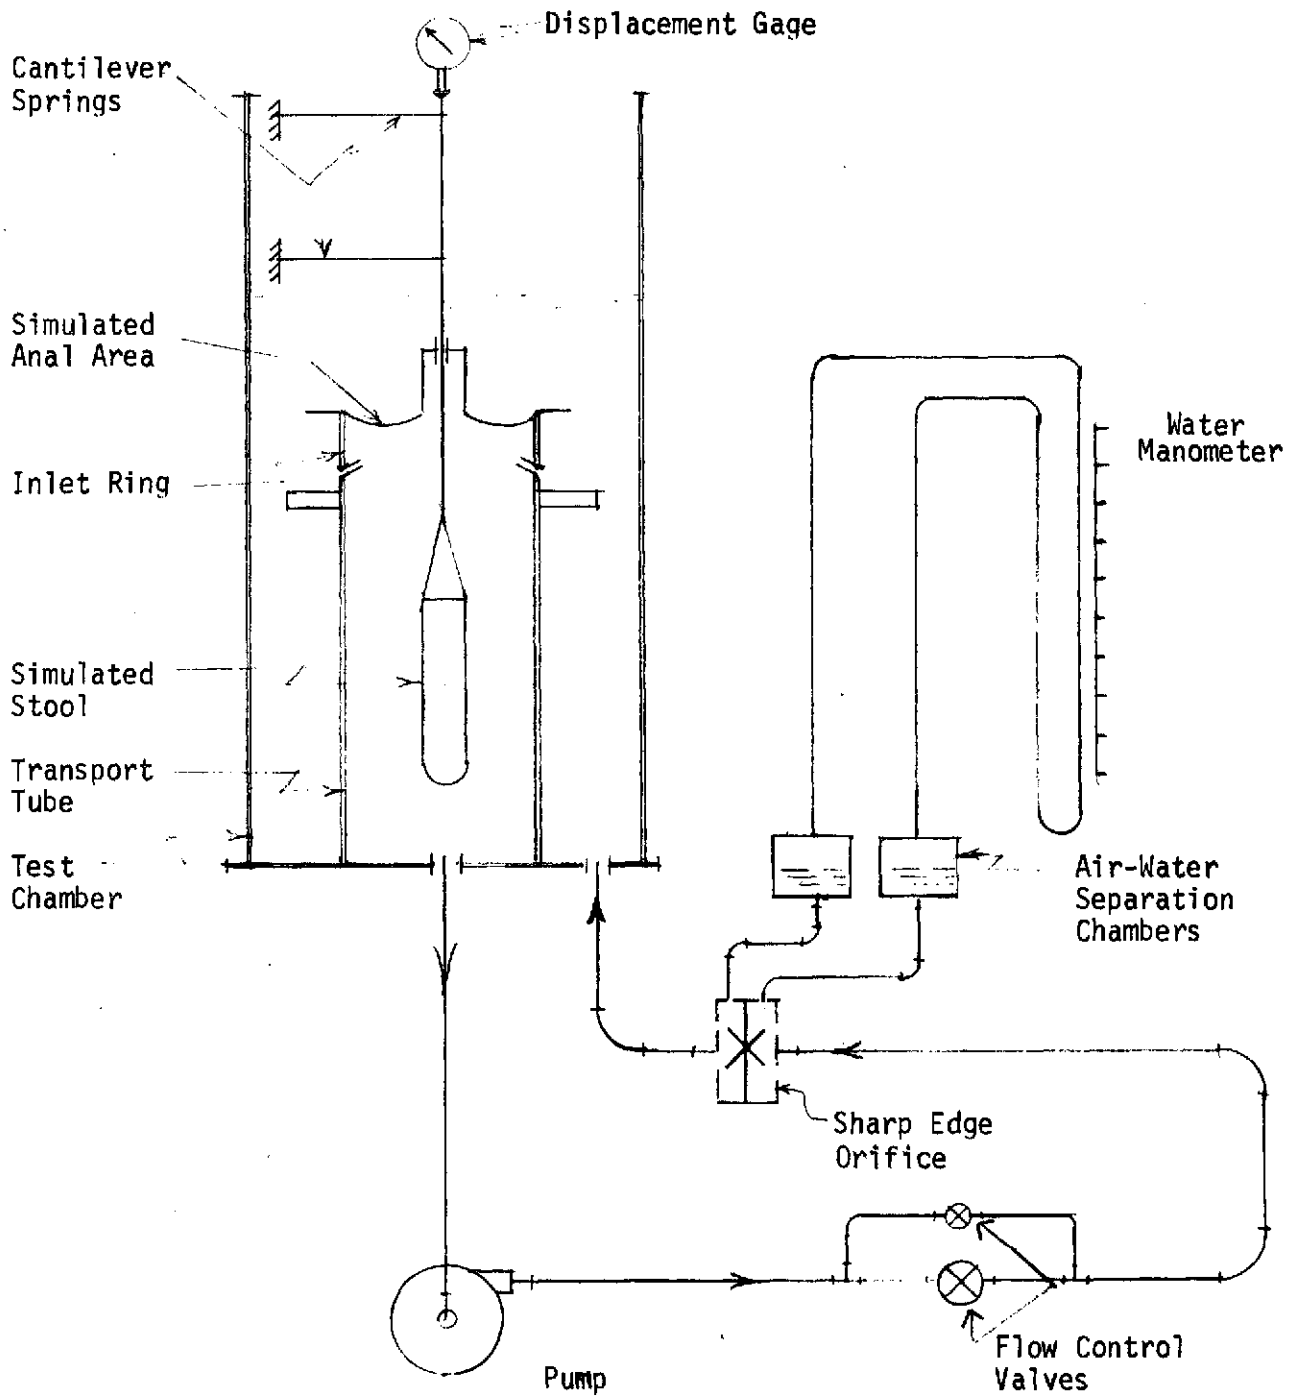 Displacement Gage
Cantilever
Springs
Simulated
Anal Area
Inlet Ring
Simulated
Stool
Transport
Tube
Test
Chamber
Water
Manometer
Air-Water
Separation
Chambers
Sharp Edge
Orifice
Flow Control
Valves
Pump